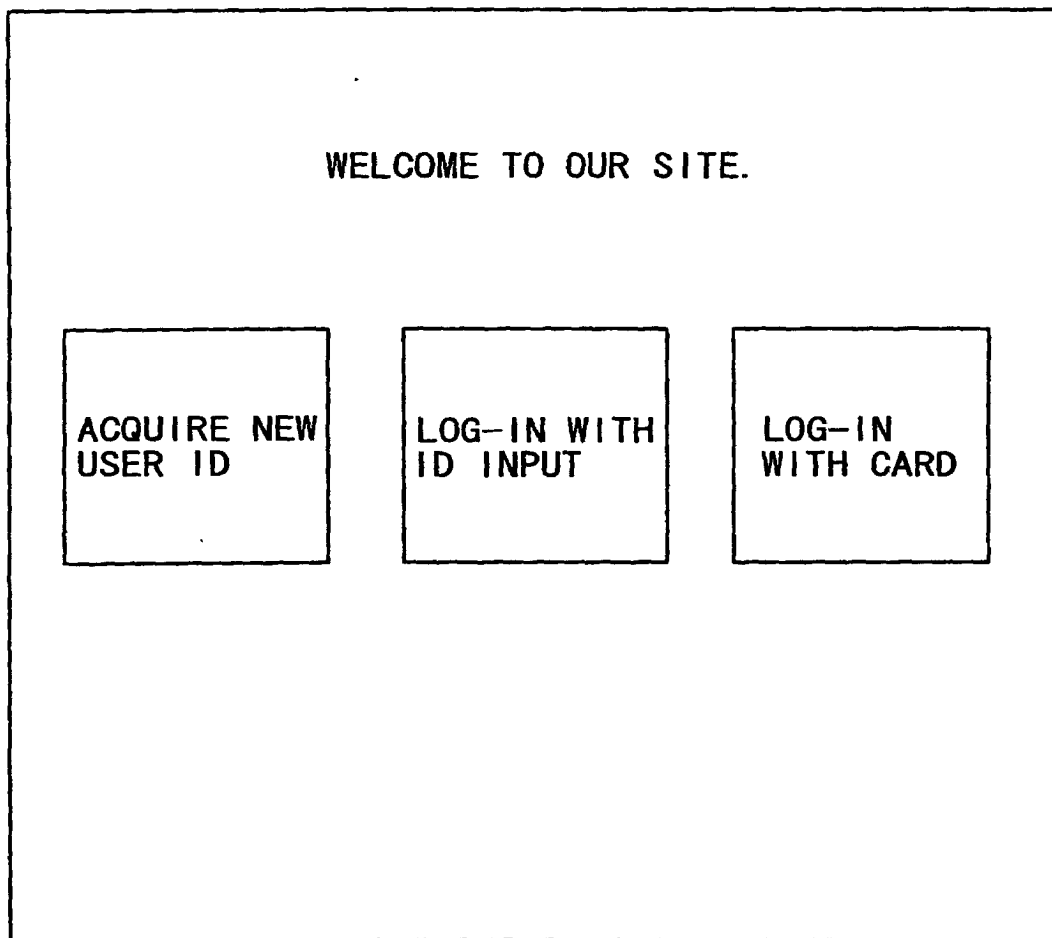 WELCOME TO OUR SITE.
ACQUIRE NEW
USER ID
LOG-IN WITH
ID INPUT
LOG-IN
WITH CARD